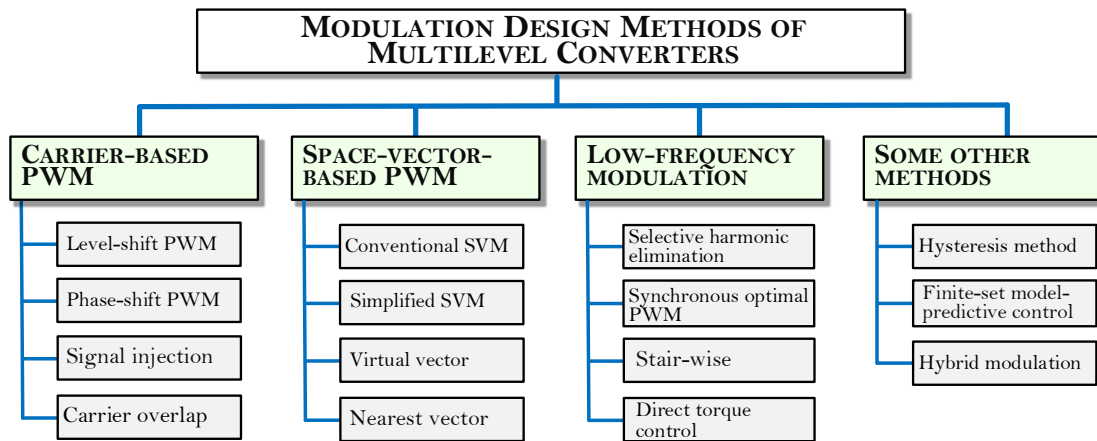 MODULATION DESIGN METHODS OF
MULTILEVEL CONVERTERS
CARRIER-BASED
PWM
Level-shift PWM
Phase-shift PWM
Signal injection
Carrier overlap
SPACE-VECTOR-
BASED PWM
Conventional SVM
Simplified SVM
Virtual vector
Nearest vector
LOW-FREQUENCY
MODULATION
Selective harmonic
elimination
Synchronous optimal
PWM
Stair-wise
Direct torque
control
SOME OTHER
METHODS
Hysteresis method
Finite-set model-
predictive control
Hybrid modulation